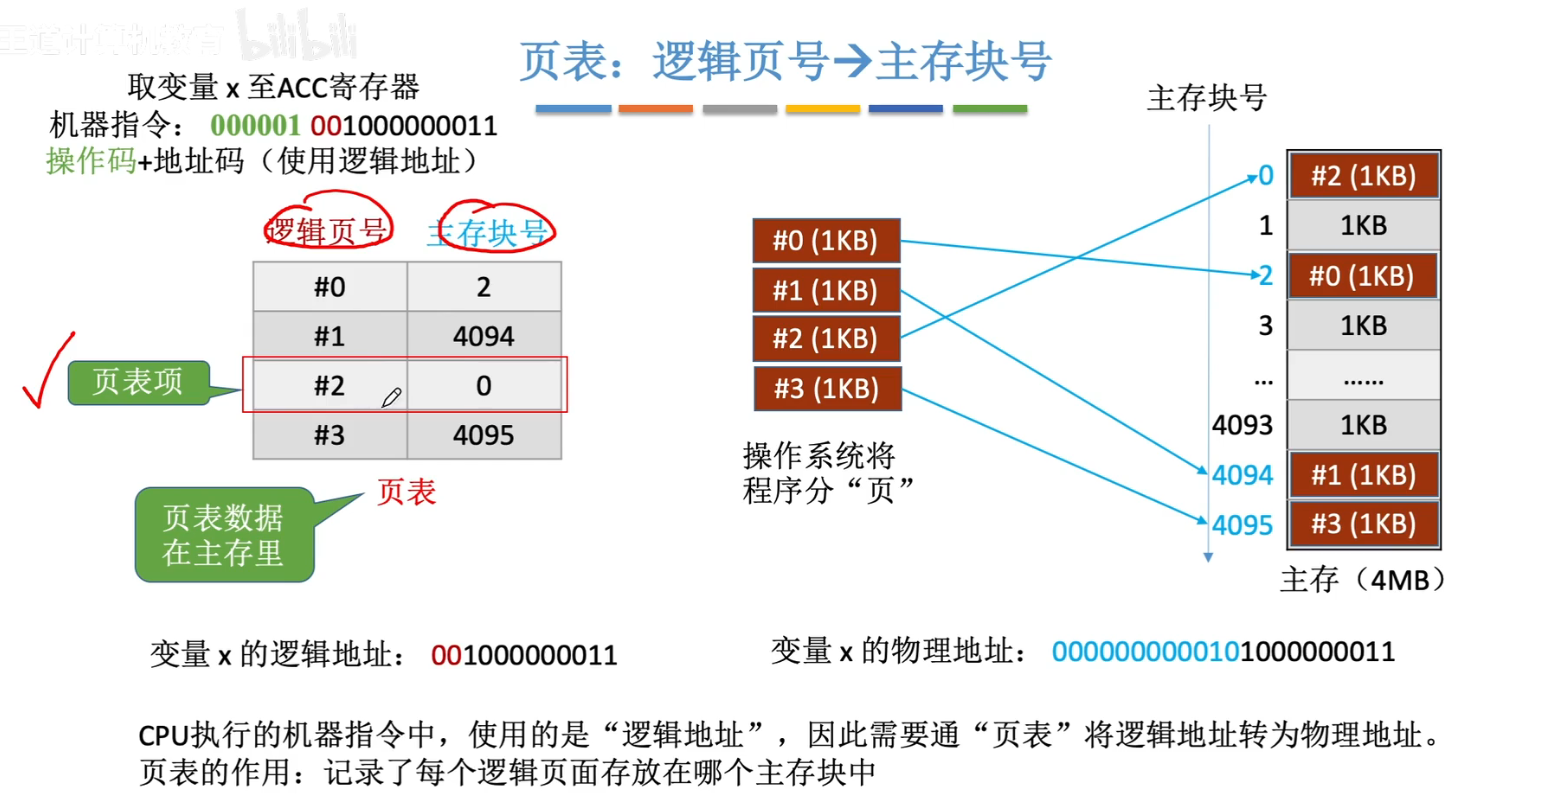 王道计算机教育 bilibili
页表：逻辑页号→主存块号
取变量 x 至ACC寄存器
机器指令： 000001 001000000011
操作码+地址码（使用逻辑地址）
逻辑页号 主存块号
#0 2
#1 4094
#2 0
#3 4095
页表项
页表
页表数据
在主存里
#0 (1KB)
#1 (1KB)
#2 (1KB)
#3 (1KB)
操作系统将
程序分“页”
主存块号
0 #2 (1KB)
1 1KB
2 #0 (1KB)
3 1KB
... ......
4093 1KB
4094 #1 (1KB)
4095 #3 (1KB)
主存（4MB）
变量 x 的逻辑地址： 001000000011
变量 x 的物理地址： 0000000000101000000011
CPU执行的机器指令中，使用的是“逻辑地址”，因此需要通“页表”将逻辑地址转为物理地址。
页表的作用：记录了每个逻辑页面存放在哪个主存块中